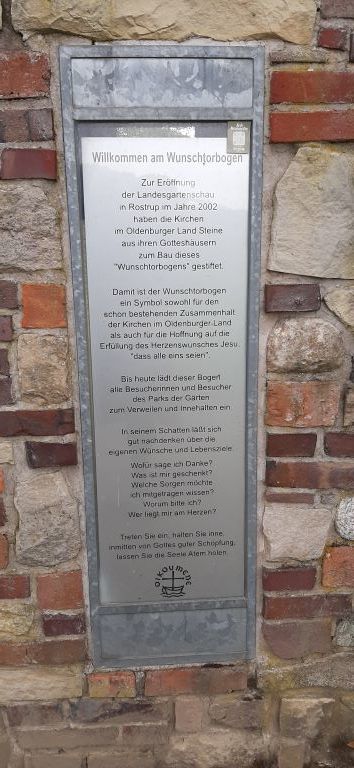 Willkommen am Wunschtorbogen
Zur Eröffnung
der Landesgartenschau
in Rostrup im Jahre 2002
haben die Kirchen
im Oldenburger Land Steine
aus ihren Gotteshäusern
zum Bau dieses
"Wunschtorbogens" gestiftet.
Damit ist der Wunschtorbogen
ein Symbol sowohl für den
schon bestehenden Zusammenhalt
der Kirchen im Oldenburger-Land
als auch für die Hoffnung auf die
Erfüllung des Herzenswunsches Jesu,
"dass alle eins seien".
Bis heute lädt dieser Bogen
alle Besucherinnen und Besucher
des Parks der Gärten
zum Verweilen und Innehalten ein.
In seinem Schatten läßt sich
gut nachdenken über die
eigenen Wünsche und Lebensziele:
Wofür sage ich Danke?
Was ist mir geschenkt?
Welche Sorgen möchte
ich mitgetragen wissen?
Worum bitte ich?
Wer liegt mir am Herzen?
Treten Sie ein, halten Sie inne
inmitten von Gottes guter Schöpfung,
lassen Sie die Seele Atem holen.
OIKOUMENE